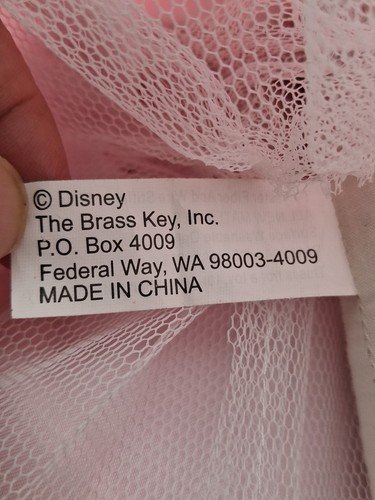 © Disney
The Brass Key, Inc.
P.O. Box 4009
Federal Way, WA 98003-4009
MADE IN CHINA